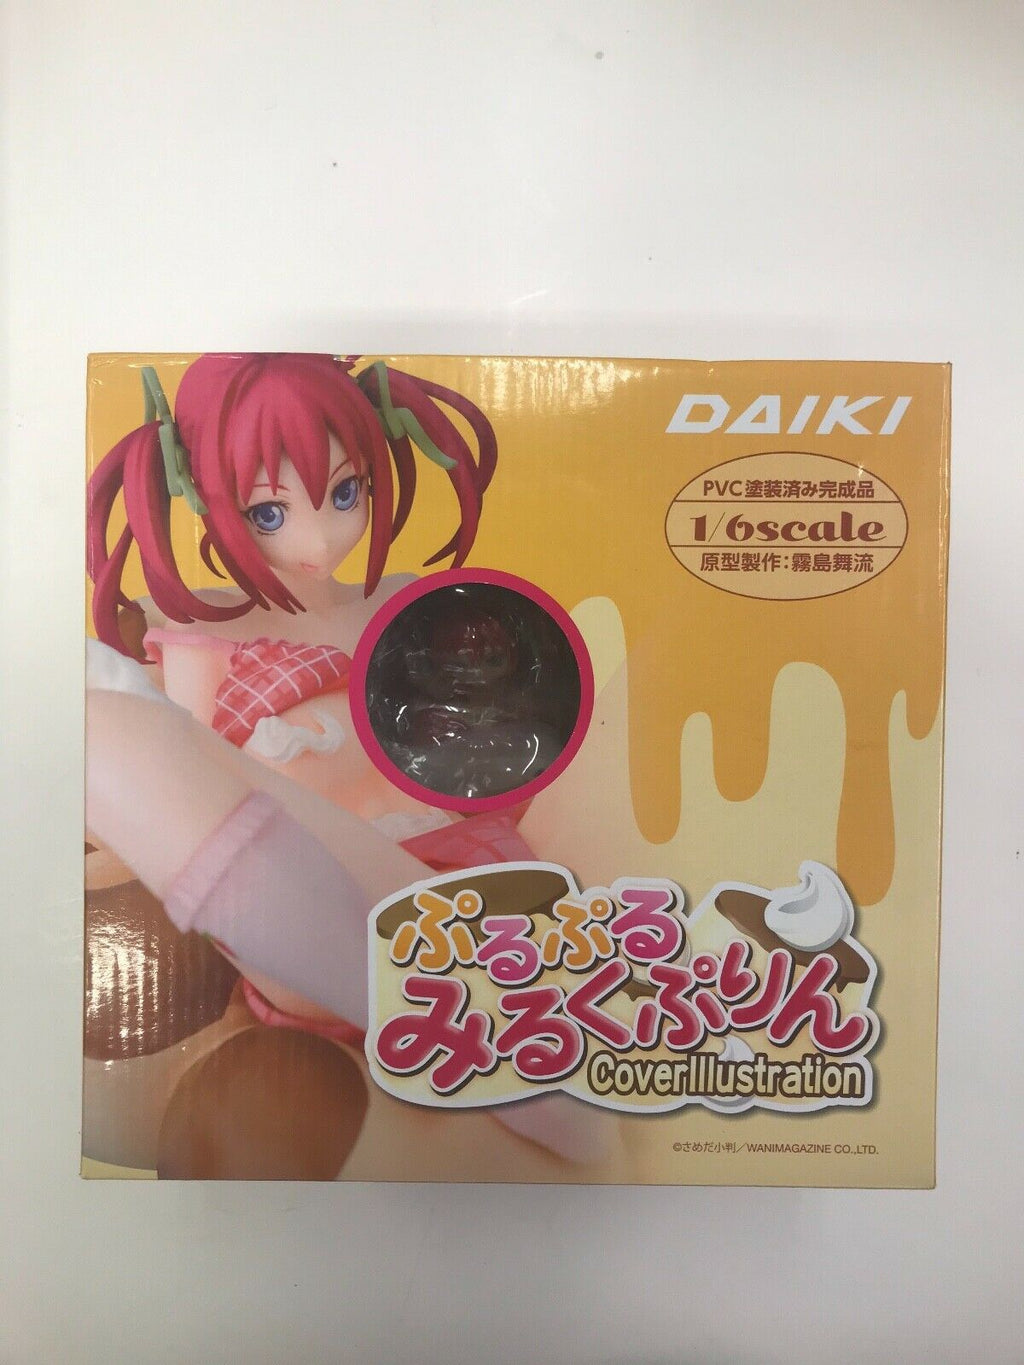 DAIKI
PVC塗装済み完成品
1/6scale
原型製作:霧島舞流
ぷるぷる
みるくぷりん
CoverIllustration
©さめだ小判/WANIMAGAZINE CO.,LTD.